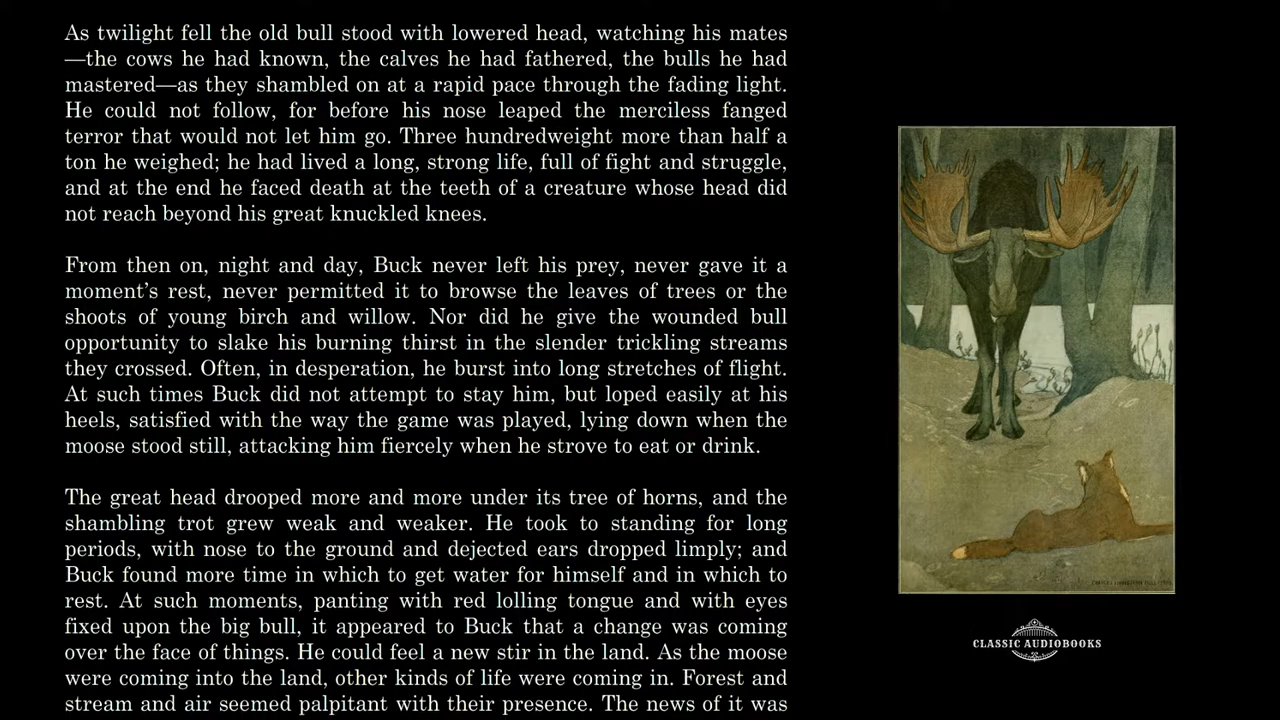 As twilight fell the old bull stood with lowered head, watching his mates
—the cows he had known, the calves he had fathered, the bulls he had
mastered—as they shambled on at a rapid pace through the fading light.
He could not follow, for before his nose leaped the merciless fanged
terror that would not let him go. Three hundredweight more than half a
ton he weighed; he had lived a long, strong life, full of fight and struggle,
and at the end he faced death at the teeth of a creature whose head did
not reach beyond his great knuckled knees.
From then on, night and day, Buck never left his prey, never gave it a
moment’s rest, never permitted it to browse the leaves of trees or the
shoots of young birch and willow. Nor did he give the wounded bull
opportunity to slake his burning thirst in the slender trickling streams
they crossed. Often, in desperation, he burst into long stretches of flight.
At such times Buck did not attempt to stay him, but loped easily at his
heels, satisfied with the way the game was played, lying down when the
moose stood still, attacking him fiercely when he strove to eat or drink.
The great head drooped more and more under its tree of horns, and the
shambling trot grew weak and weaker. He took to standing for long
periods, with nose to the ground and dejected ears dropped limply; and
Buck found more time in which to get water for himself and in which to
rest. At such moments, panting with red lolling tongue and with eyes
fixed upon the big bull, it appeared to Buck that a change was coming
over the face of things. He could feel a new stir in the land. As the moose
were coming into the land, other kinds of life were coming in. Forest and
stream and air seemed palpitant with their presence. The news of it was
CLASSIC AUDIOBOOKS